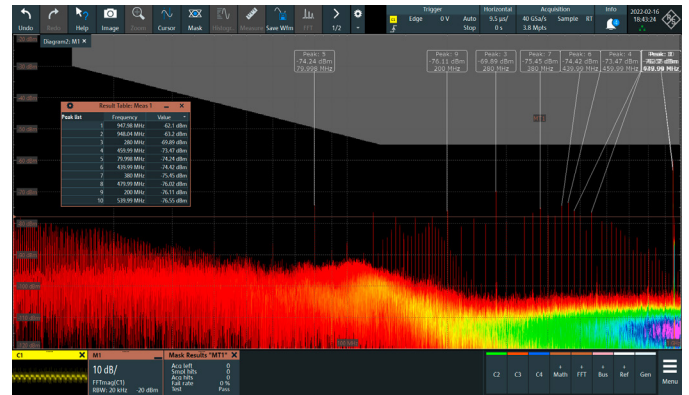 Trigger
Horizontal
Acquisition
Info
2022-02-16
18:43:24
Edge 0 V Auto
Stop
9.5 µs/
0 s
40 GSa/s Sample RT
3.8 Mpts
Undo Redo Help Image Zoom Cursor Mask Histogr. Measure Save Wfm FFT 1/2
Diagram2: M1 ×
Peak: 5
-74.24 dBm
79.998 MHz
Peak: 9
-76.11 dBm
200 MHz
Peak: 3
-69.89 dBm
280 MHz
Peak: 7
-75.45 dBm
380 MHz
Peak: 6
-74.42 dBm
439.99 MHz
Peak: 4
-73.47 dBm
459.99 MHz
Result Table: Meas 1
Peak list Frequency Value
1 947.98 MHz -62.1 dBm
2 948.04 MHz -63.2 dBm
3 280 MHz -69.89 dBm
4 459.99 MHz -73.47 dBm
5 79.998 MHz -74.24 dBm
6 439.99 MHz -74.42 dBm
7 380 MHz -75.45 dBm
8 479.99 MHz -76.02 dBm
9 200 MHz -76.11 dBm
10 539.99 MHz -76.55 dBm
MT1
C1 ×
M1
10 dB/
FFTmag(C1)
RBW: 20 kHz -20 dBm
Mask Results "MT1" ×
Acq left 0
Smpl hits 0
Acq hits 0
Fail rate 0 %
Test Pass
C2 C3 C4 + Math + FFT + Bus + Ref Gen Menu